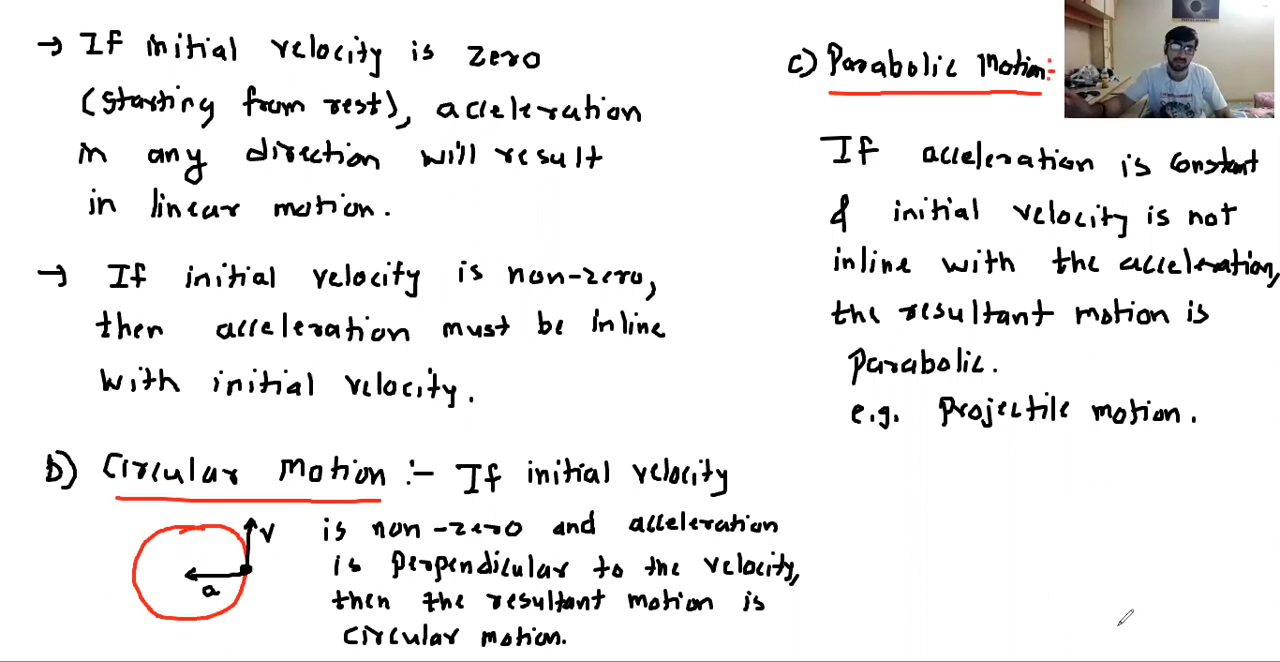 → If initial velocity is zero
(starting from rest), acceleration
in any direction will result
in linear motion.
→ If initial velocity is non-zero,
then acceleration must be inline
with initial velocity.
b) Circular Motion :- If initial velocity
is non-zero and acceleration
is perpendicular to the velocity,
then the resultant motion is
circular motion.
v
a
c) Parabolic Motion:-
If acceleration is constant
& initial velocity is not
inline with the acceleration,
the resultant motion is
parabolic.
e.g. projectile motion.